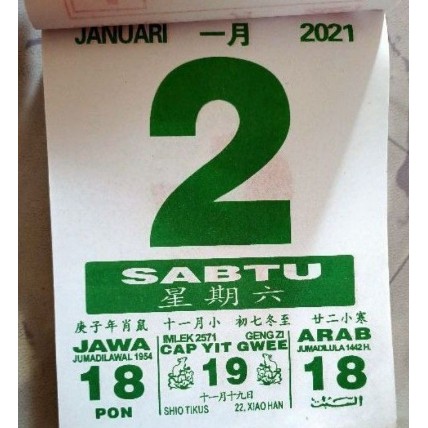 JANUARI 一月 2021
2
SABTU
星期六
庚子年肖鼠 十一月小 初七冬至 廿二小寒
JAWA
JUMADILAWAL 1954
18
PON
IMLEK 2571 GENG ZI
CAP YIT GWEE
19
十一月十九日
SHIO TIKUS 22, XIAO HAN
ARAB
JUMADILULA 1442 H.
18
السبت